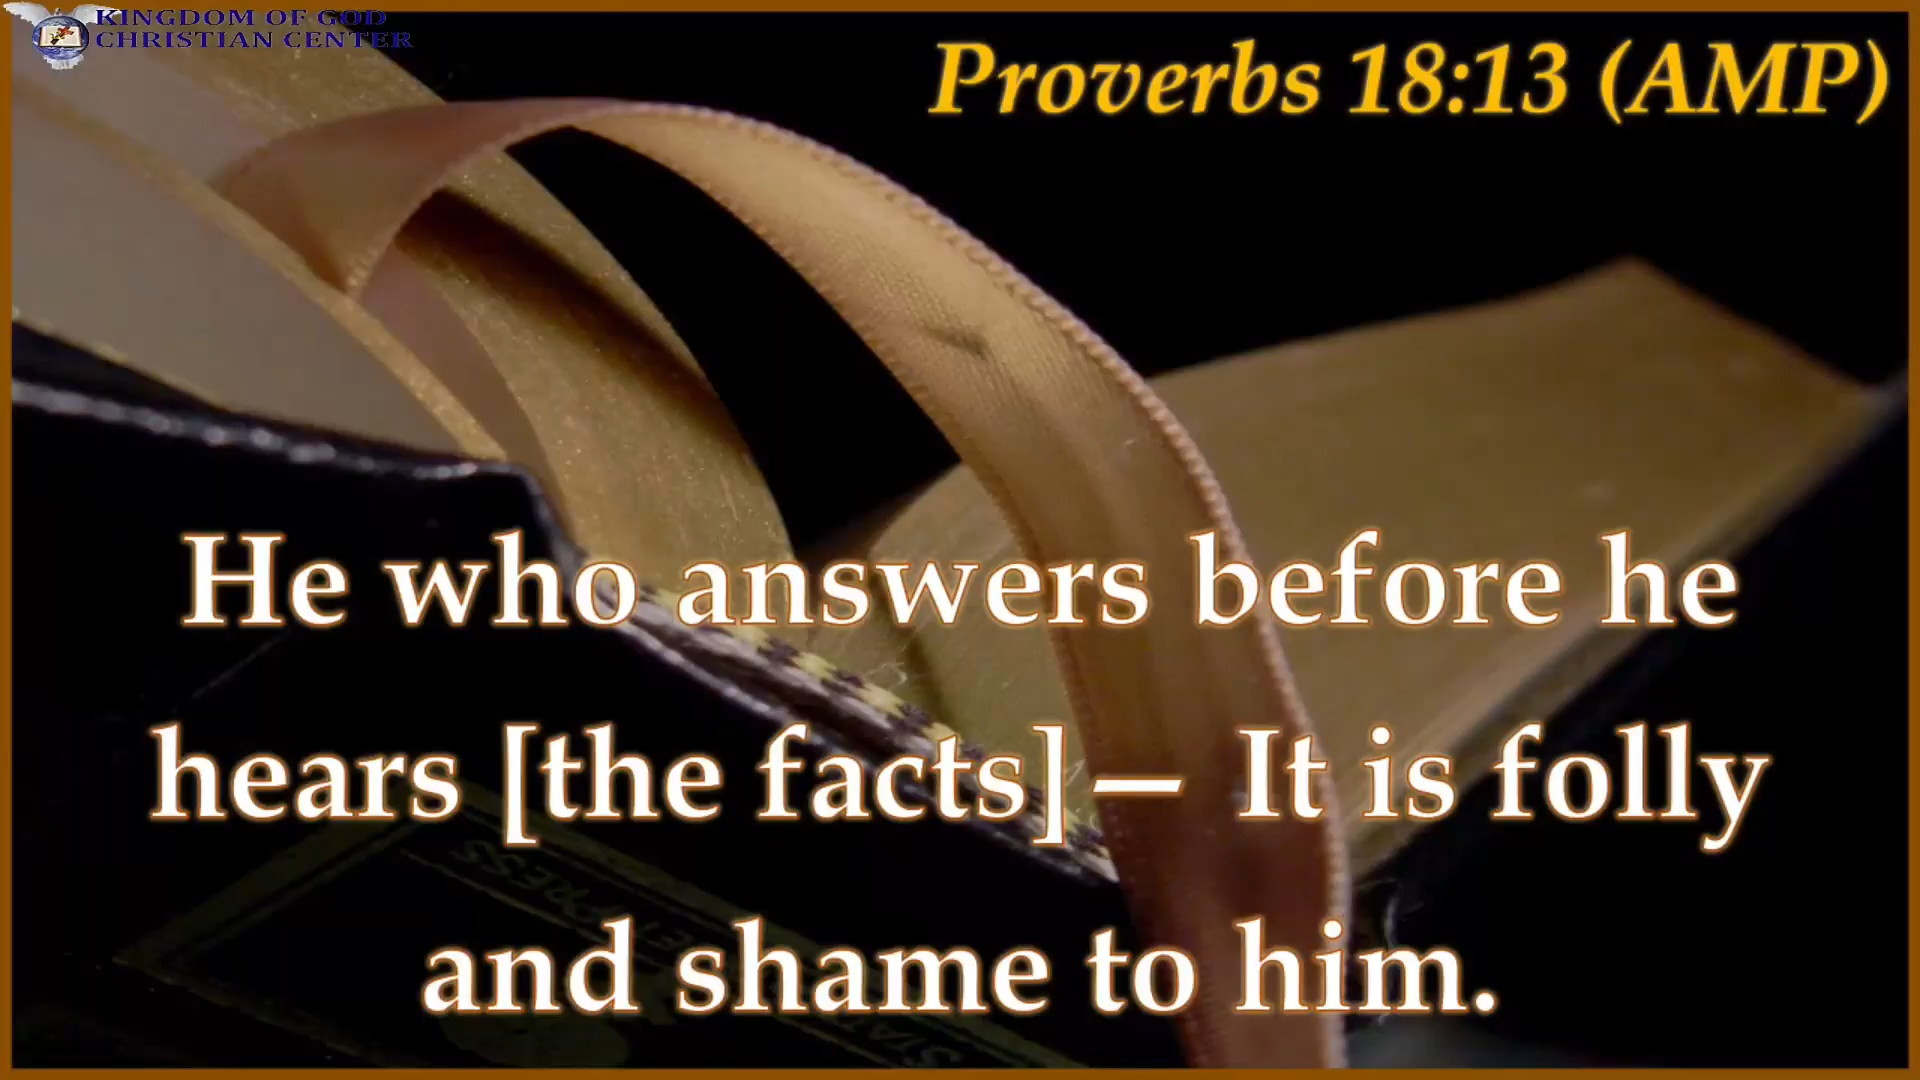 KINGDOM OF GOD
CHRISTIAN CENTER
Proverbs 18:13 (AMP)
He who answers before he
hears [the facts]— It is folly
and shame to him.